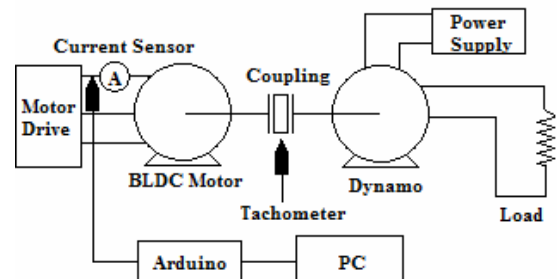 Power
Supply
Current Sensor
A
Coupling
Motor
Drive
BLDC Motor
Dynamo
Tachometer
Load
Arduino
PC